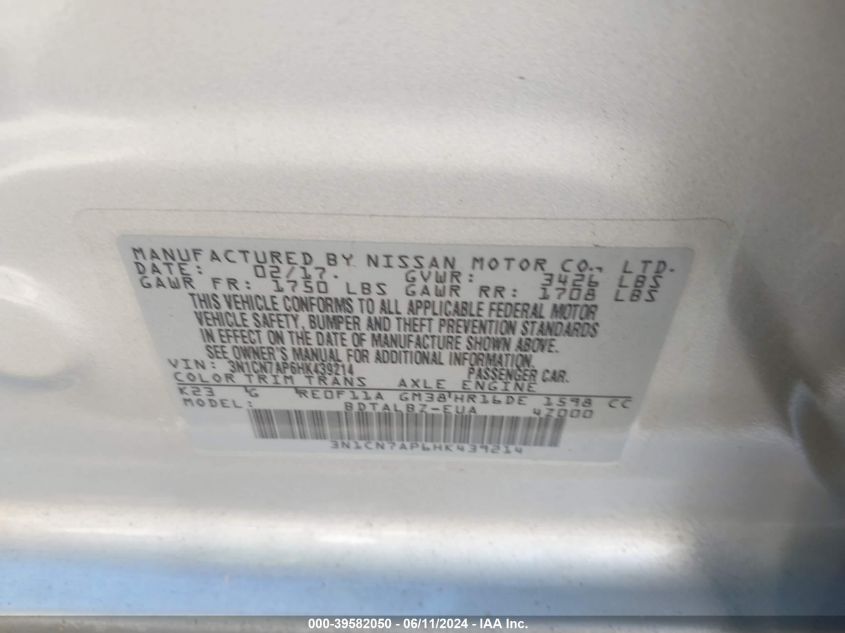 MANUFACTURED BY NISSAN MOTOR CO., LTD.
DATE: 02/17. GVWR: 3426 LBS
GAWR FR: 1750 LBS GAWR RR: 1708 LBS
THIS VEHICLE CONFORMS TO ALL APPLICABLE FEDERAL MOTOR
VEHICLE SAFETY, BUMPER AND THEFT PREVENTION STANDARDS
IN EFFECT ON THE DATE OF MANUFACTURE SHOWN ABOVE.
SEE OWNER'S MANUAL FOR ADDITIONAL INFORMATION.
VIN: 3N1CN7AP6HK439214 PASSENGER CAR.
COLOR TRIM TRANS AXLE ENGINE
K23 G RE0F11A GM38 HR16DE 1598 CC
MODEL: BDTALBZ-EUA 4Z000
3N1CN7AP6HK439214
000-39582050 - 06/11/2024 - IAA Inc.